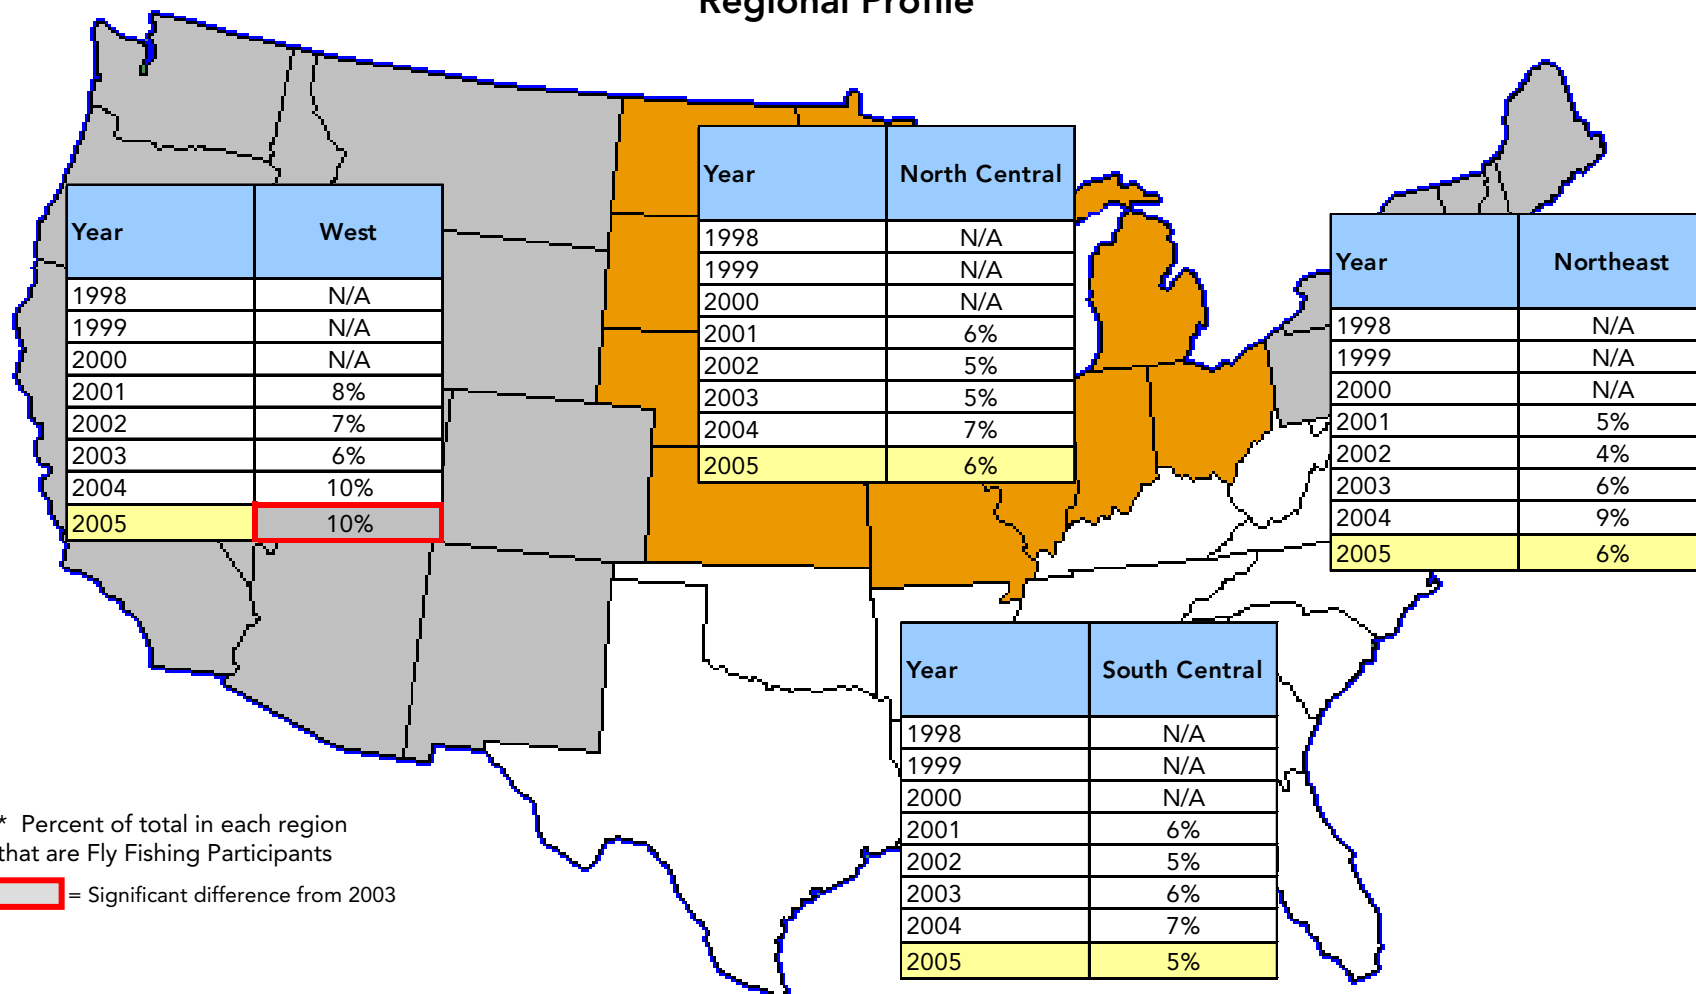 Regional Profile
Year North Central
1998 N/A
1999 N/A
2000 N/A
2001 6%
2002 5%
2003 5%
2004 7%
2005 6%
Year West
1998 N/A
1999 N/A
2000 N/A
2001 8%
2002 7%
2003 6%
2004 10%
2005 10%
Year Northeast
1998 N/A
1999 N/A
2000 N/A
2001 5%
2002 4%
2003 6%
2004 9%
2005 6%
Year South Central
1998 N/A
1999 N/A
2000 N/A
2001 6%
2002 5%
2003 6%
2004 7%
2005 5%
* Percent of total in each region
that are Fly Fishing Participants
= Significant difference from 2003